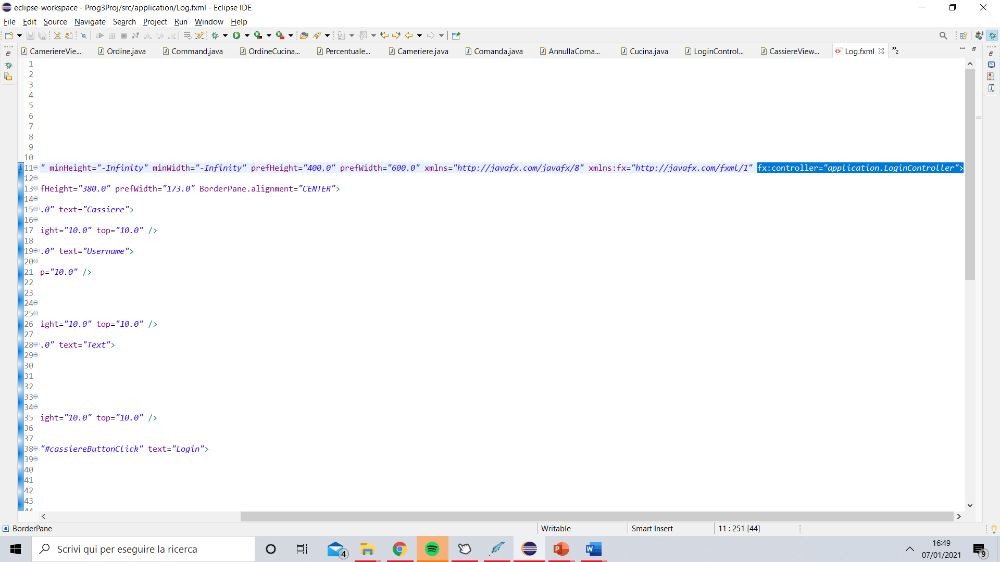 eclipse-workspace - Prog3Proj/src/application/Log.fxml - Eclipse IDE
File Edit Source Navigate Search Project Run Window Help
CameriereVie... Ordine.java Command.java OrdineCucina... Percentuale... Cameriere.java Comanda.java AnnullaComa... Cucina.java LoginControl... CassiereView... Log.fxml »2
1
2
3
4
5
6
7
8
9
10
11 " minHeight="-Infinity" minWidth="-Infinity" prefHeight="400.0" prefWidth="600.0" xmlns="http://javafx.com/javafx/8" xmlns:fx="http://javafx.com/fxml/1" fx:controller="application.LoginController">
12
13 fHeight="380.0" prefWidth="173.0" BorderPane.alignment="CENTER">
14
15 .0" text="Cassiere">
16
17 ight="10.0" top="10.0" />
18
19 .0" text="Username">
20
21 p="10.0" />
22
23
24
25
26 ight="10.0" top="10.0" />
27
28 .0" text="Text">
29
30
31
32
33
34
35 ight="10.0" top="10.0" />
36
37
38 "#cassiereButtonClick" text="Login">
39
40
41
42
43
44
BorderPane Writable Smart Insert 11 : 251 [44]
Scrivi qui per eseguire la ricerca 4 16:49
07/01/2021 9